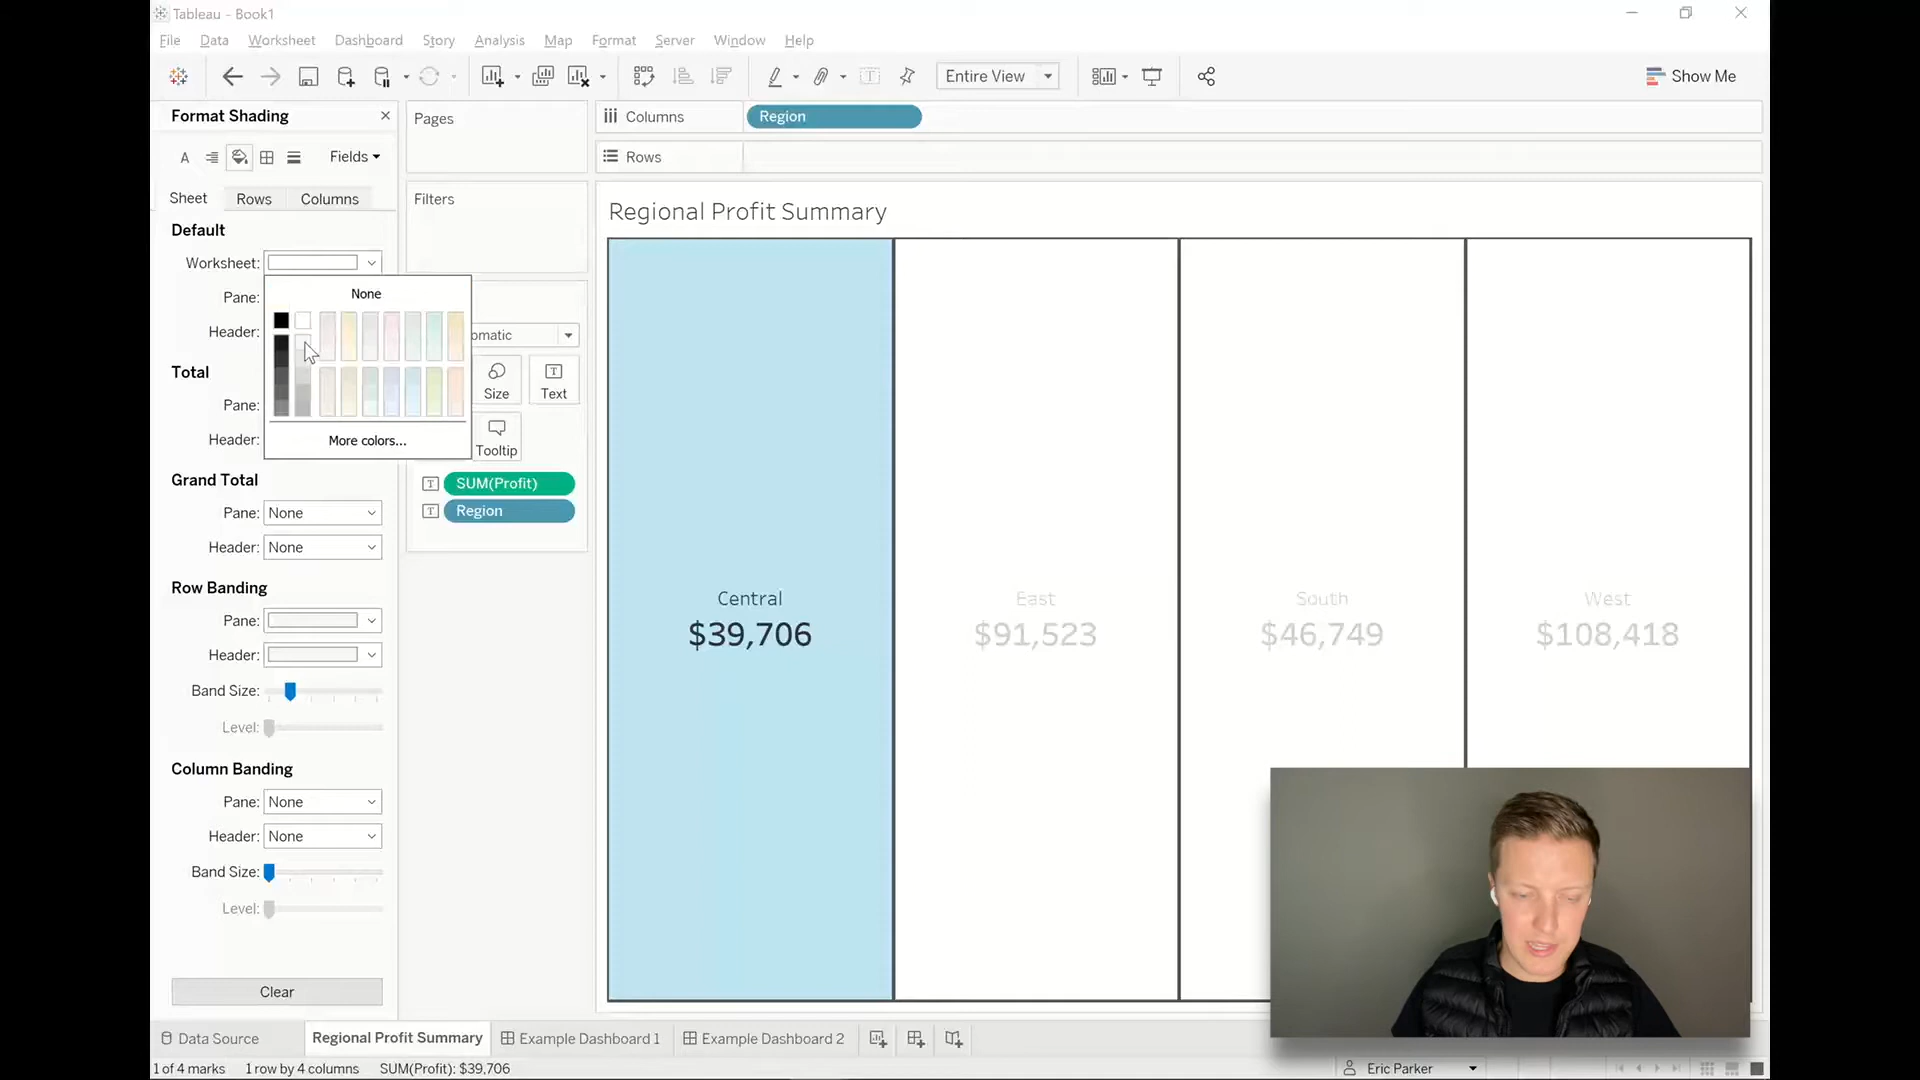 Tableau - Book1
File Data Worksheet Dashboard Story Analysis Map Format Server Window Help
Entire View
Show Me
Format Shading
Fields
Sheet Rows Columns
Default
Worksheet:
Pane:
Header:
None
More colors...
Total
Pane:
Header:
Grand Total
Pane: None
Header: None
Row Banding
Pane:
Header:
Band Size:
Level:
Column Banding
Pane: None
Header: None
Band Size:
Level:
Clear
Pages
Filters
omatic
Size Text
Tooltip
SUM(Profit)
Region
Columns Region
Rows
Regional Profit Summary
Central East South West
$39,706 $91,523 $46,749 $108,418
Data Source Regional Profit Summary Example Dashboard 1 Example Dashboard 2
1 of 4 marks 1 row by 4 columns SUM(Profit): $39,706 Eric Parker